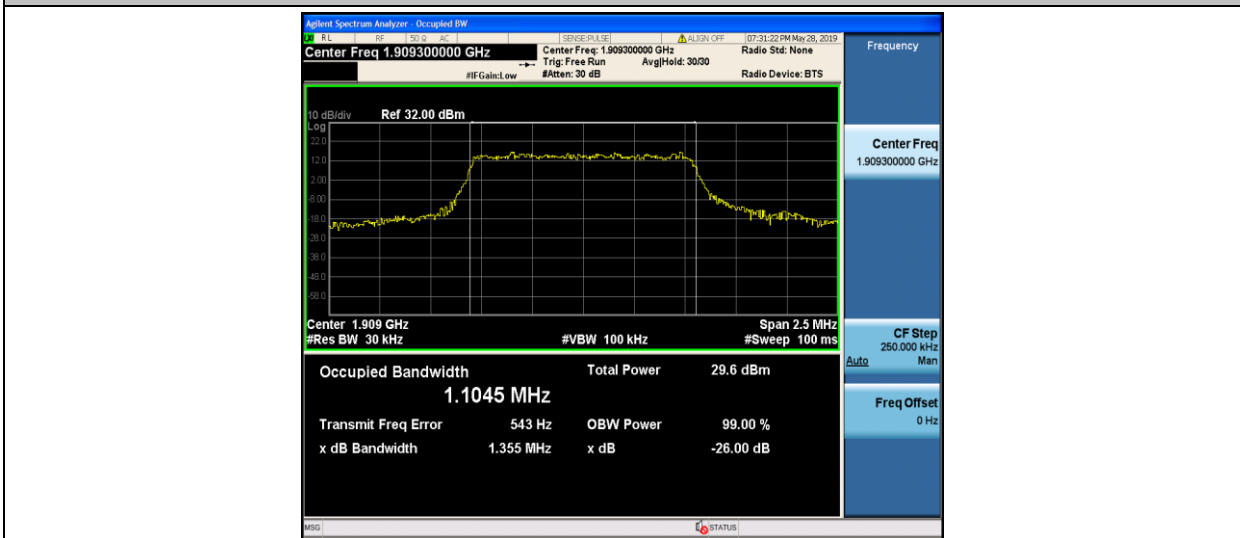 Agilent Spectrum Analyzer - Occupied BW
RL RF 50 Ω AC SENSE:PULSE ALIGN OFF 07:31:22 PM May 28, 2019
Center Freq 1.909300000 GHz Center Freq: 1.909300000 GHz Radio Std: None
Trig: Free Run Avg|Hold: 30/30
#IFGain:Low #Atten: 30 dB Radio Device: BTS
10 dB/div Ref 32.00 dBm
Log
22.0
12.0
2.00
-8.00
-18.0
-28.0
-38.0
-48.0
-58.0
Center 1.909 GHz Span 2.5 MHz
#Res BW 30 kHz #VBW 100 kHz #Sweep 100 ms
Occupied Bandwidth Total Power 29.6 dBm
1.1045 MHz
Transmit Freq Error 543 Hz OBW Power 99.00 %
x dB Bandwidth 1.355 MHz x dB -26.00 dB
Frequency
Center Freq
1.909300000 GHz
CF Step
250.000 kHz
Auto Man
Freq Offset
0 Hz
MSG STATUS